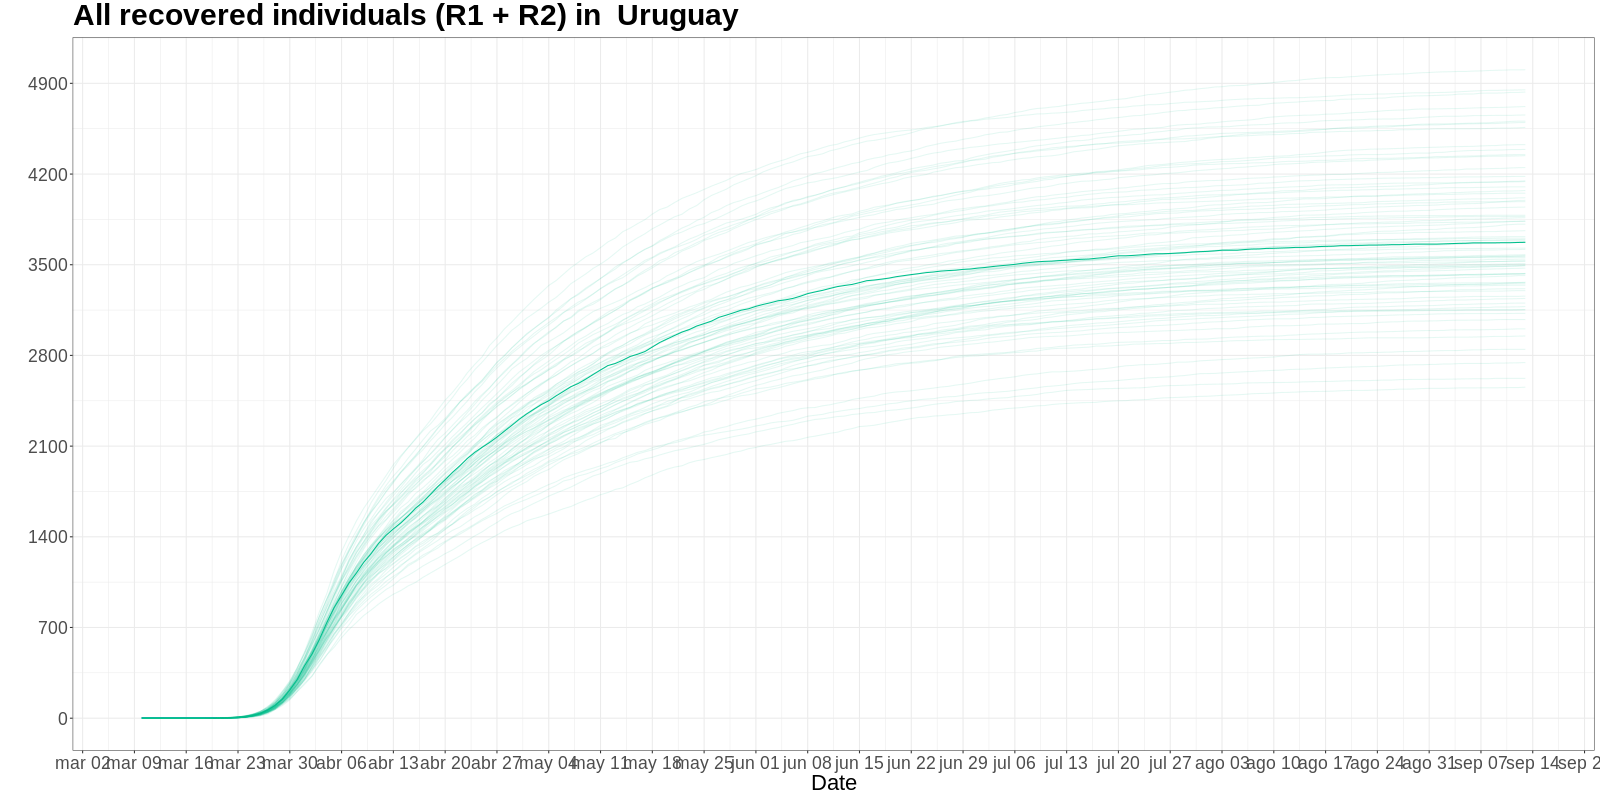 All recovered individuals (R1 + R2) in  Uruguay
4900
4200
3500
2800
2100
1400
700
0
mar 02 mar 09 mar 16 mar 23 mar 30 abr 06 abr 13 abr 20 abr 27 may 04 may 11 may 18 may 25 jun 01 jun 08 jun 15 jun 22 jun 29 jul 06 jul 13 jul 20 jul 27 ago 03 ago 10 ago 17 ago 24 ago 31 sep 07 sep 14 sep 2
Date